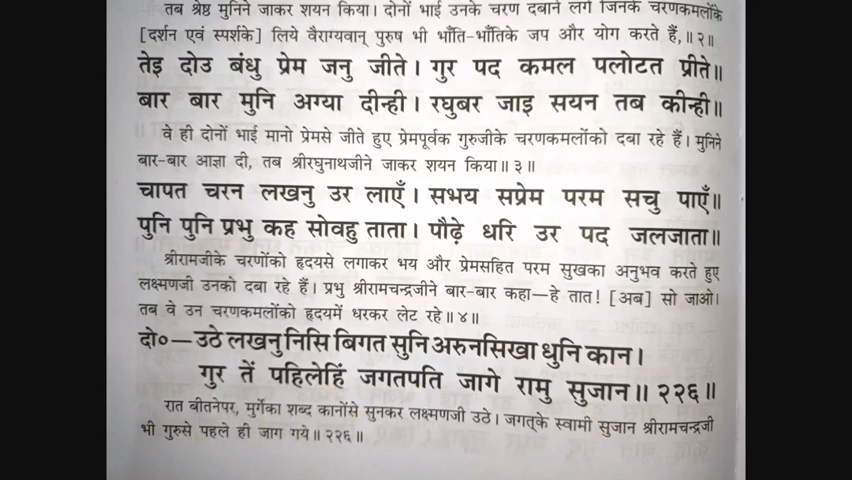 तब श्रेष्ठ मुनिने जाकर शयन किया। दोनों भाई उनके चरण दबाने लगे जिनके चरणकमलोंके
[दर्शन एवं स्पर्शके] लिये वैराग्यवान् पुरुष भी भाँति-भाँतिके जप और योग करते हैं,॥२॥
तेइ दोउ बंधु प्रेम जनु जीते। गुर पद कमल पलोटत प्रीते॥
बार बार मुनि अग्या दीन्ही। रघुबर जाइ सयन तब कीन्ही॥
वे ही दोनों भाई मानो प्रेमसे जीते हुए प्रेमपूर्वक गुरुजीके चरणकमलोंको दबा रहे हैं। मुनिने
बार-बार आज्ञा दी, तब श्रीरघुनाथजीने जाकर शयन किया॥३॥
चापत चरन लखनु उर लाएँ। सभय सप्रेम परम सचु पाएँ॥
पुनि पुनि प्रभु कह सोवहु ताता। पौढ़े धरि उर पद जलजाता॥
श्रीरामजीके चरणोंको हृदयसे लगाकर भय और प्रेमसहित परम सुखका अनुभव करते हुए
लक्ष्मणजी उनको दबा रहे हैं। प्रभु श्रीरामचन्द्रजीने बार-बार कहा—हे तात! [अब] सो जाओ।
तब वे उन चरणकमलोंको हृदयमें धरकर लेट रहे॥४॥
दो०—उठे लखनु निसि बिगत सुनि अरुनसिखा धुनि कान।
गुर तें पहिलेहिं जगतपति जागे रामु सुजान॥२२६॥
रात बीतनेपर, मुर्गेका शब्द कानोंसे सुनकर लक्ष्मणजी उठे। जगत्‌के स्वामी सुजान श्रीरामचन्द्रजी
भी गुरुसे पहले ही जाग गये॥२२६॥